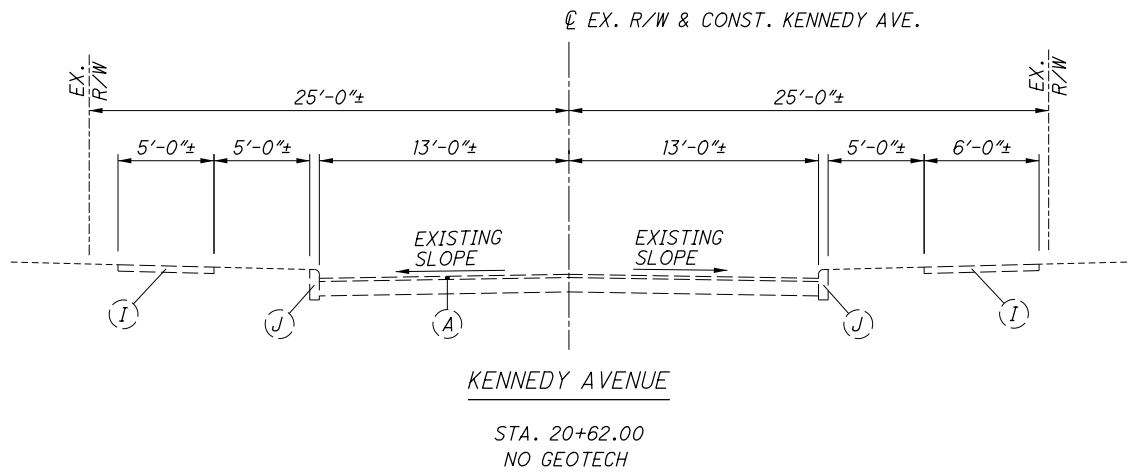 ℄ EX. R/W & CONST. KENNEDY AVE.
EX.
R/W
EX.
R/W
25'-0"± 25'-0"±
5'-0"± 5'-0"± 13'-0"± 13'-0"± 5'-0"± 6'-0"±
EXISTING
SLOPE
EXISTING
SLOPE
I J A J I
KENNEDY AVENUE
STA. 20+62.00
NO GEOTECH